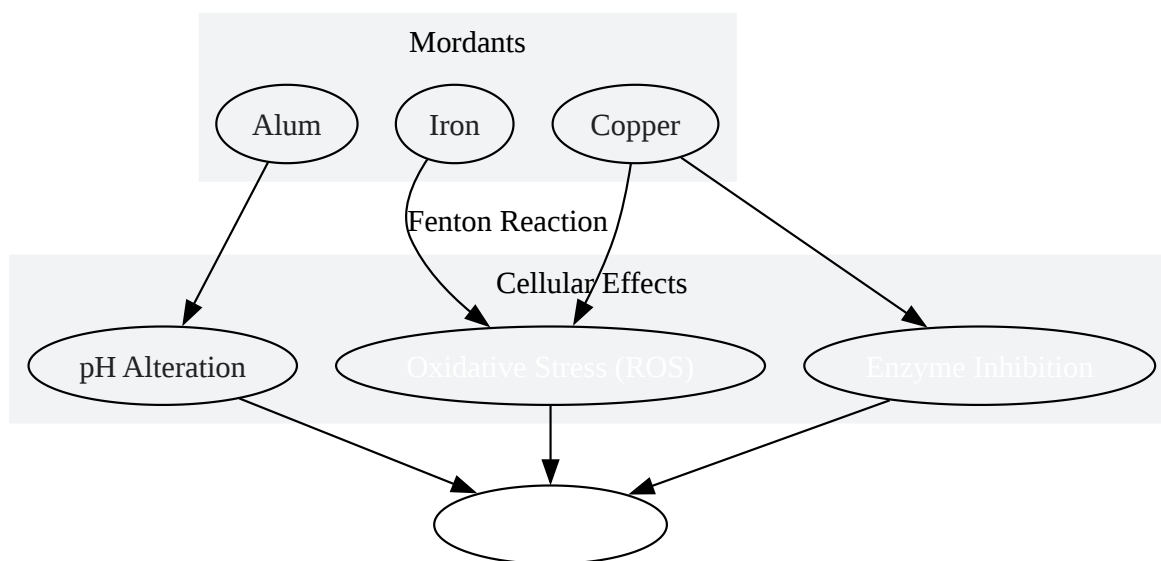 Mordants
Alum
Iron
Copper
Fenton Reaction
Cellular Effects
pH Alteration
Oxidative Stress (ROS)
Enzyme Inhibition